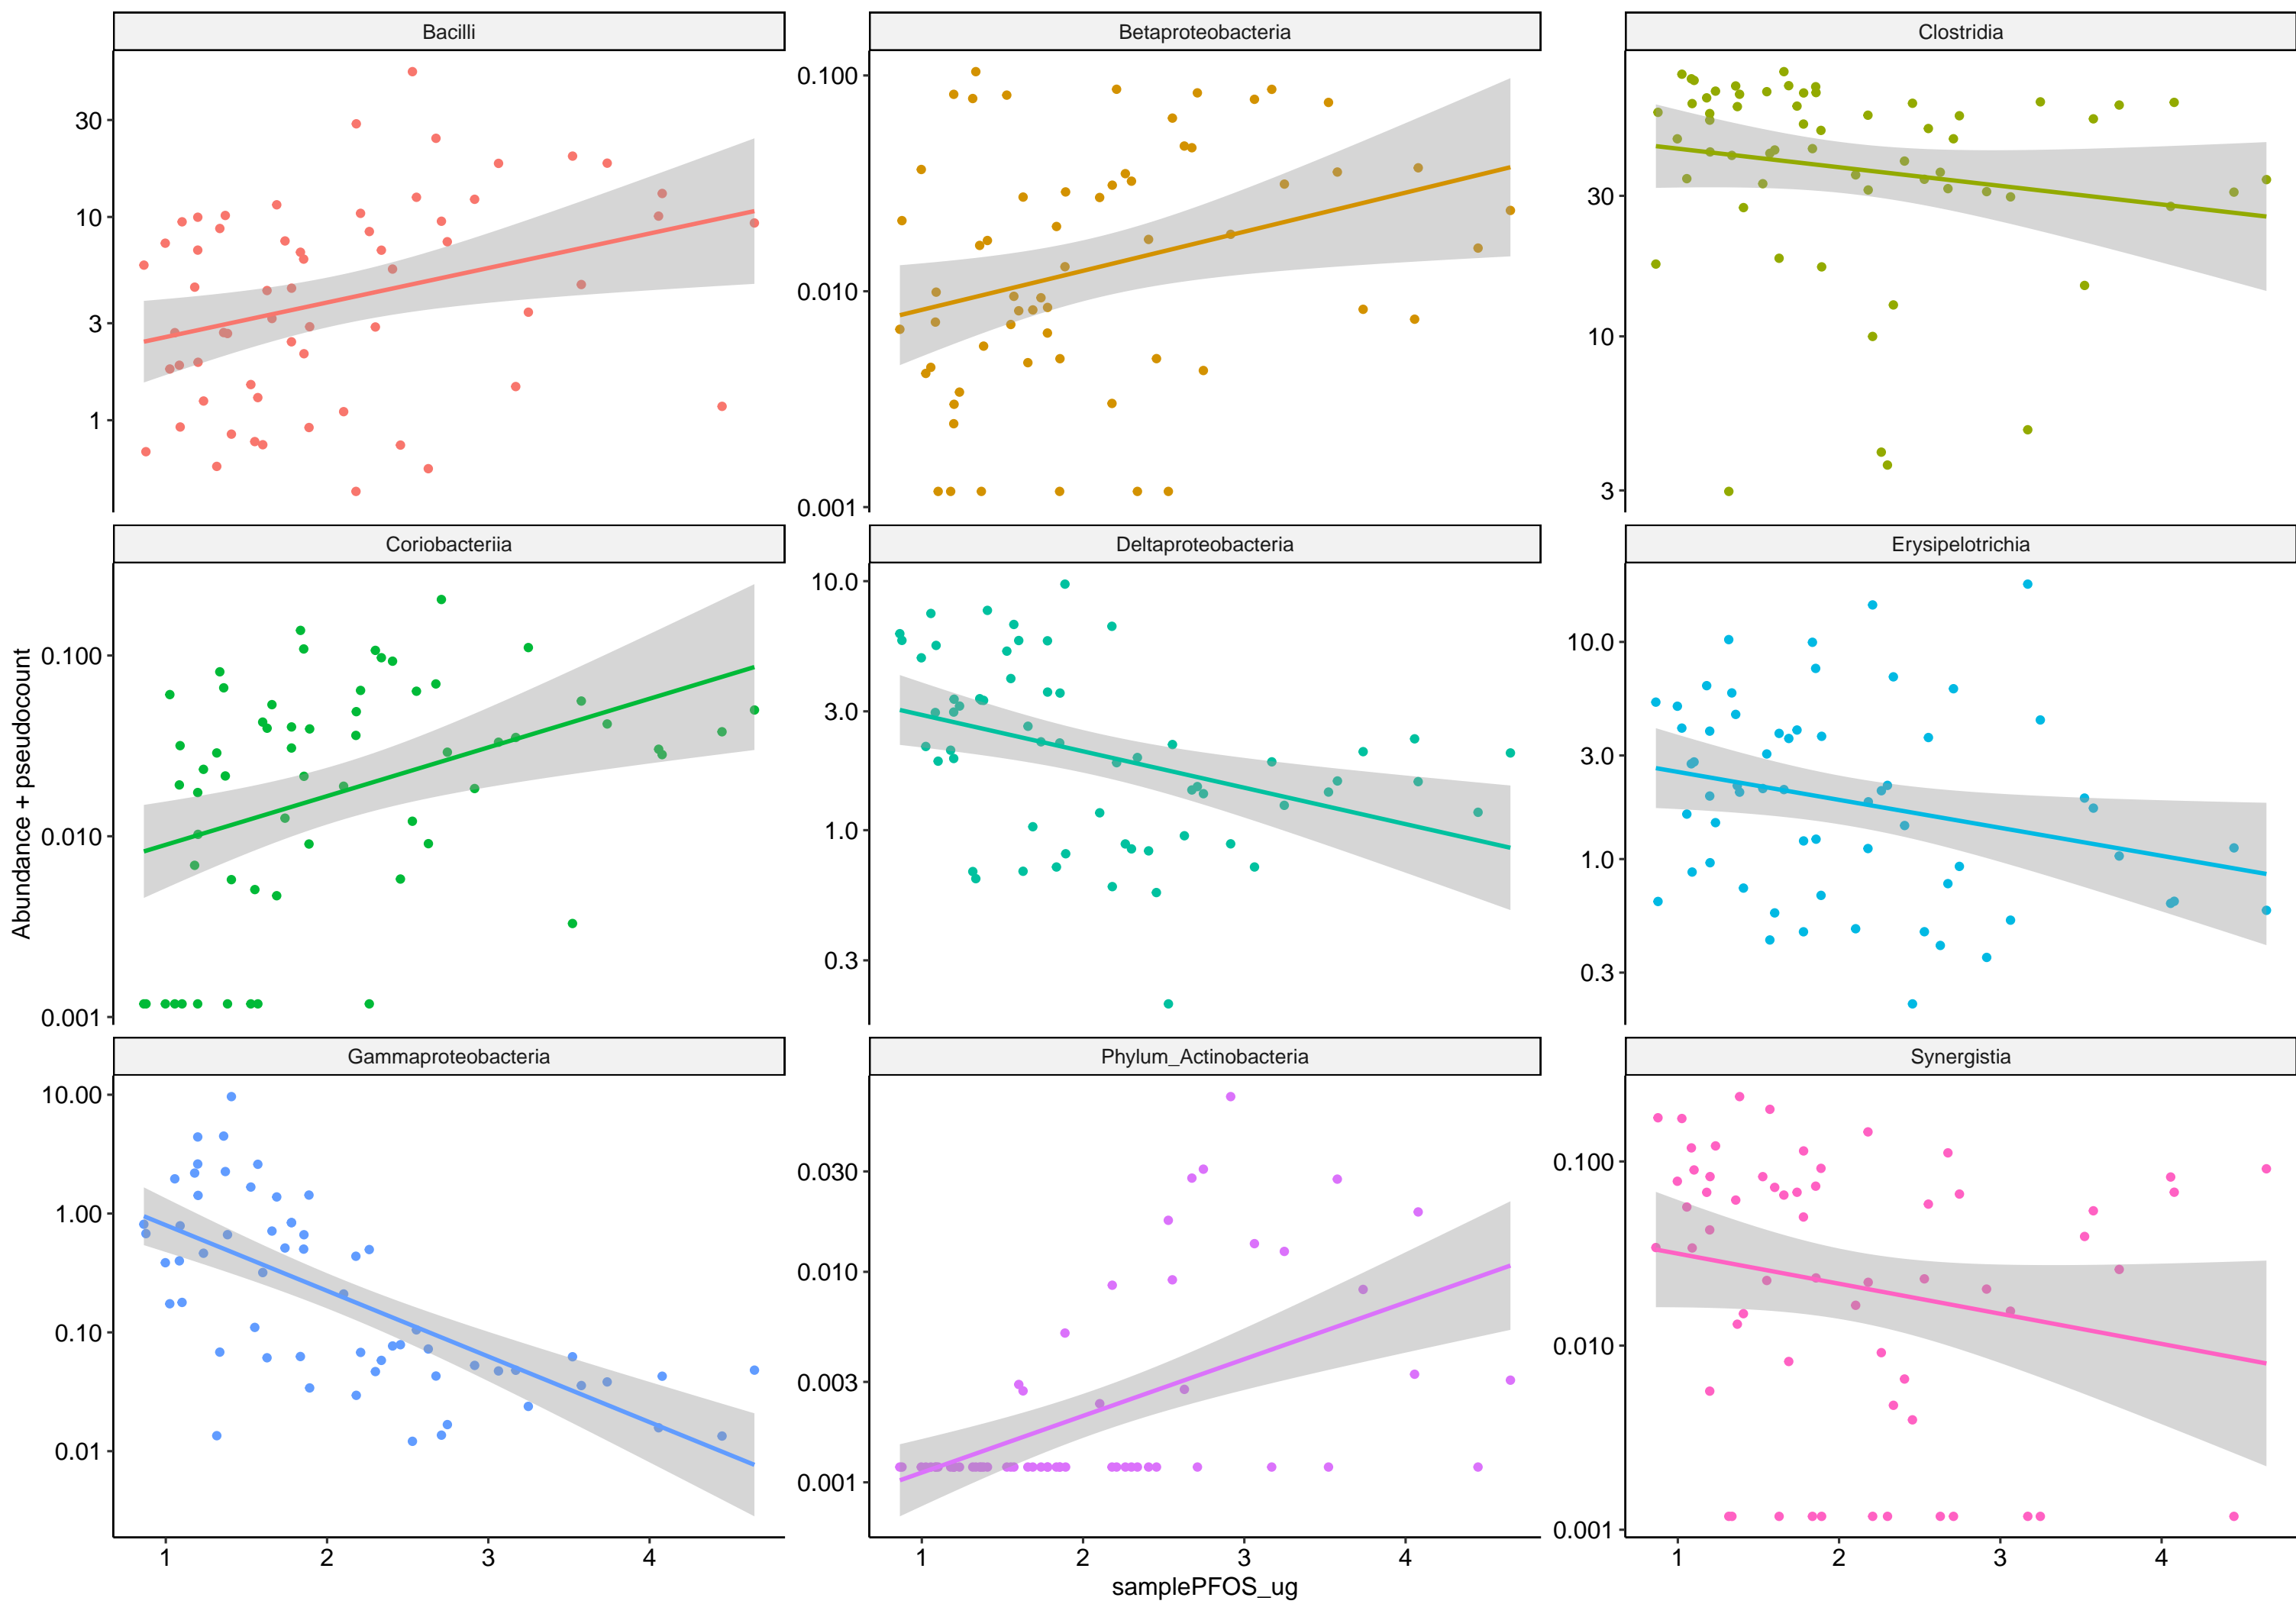 Bacilli
Betaproteobacteria
Clostridia
30
10
3
1
0.100
0.010
0.001
30
10
3
Coriobacteriia
Deltaproteobacteria
Erysipelotrichia
0.100
0.010
0.001
10.0
3.0
1.0
0.3
10.0
3.0
1.0
0.3
Gammaproteobacteria
Phylum_Actinobacteria
Synergistia
10.00
1.00
0.10
0.01
0.030
0.010
0.003
0.001
0.100
0.010
0.001
1 2 3 4
1 2 3 4
1 2 3 4
samplePFOS_ug
Abundance + pseudocount